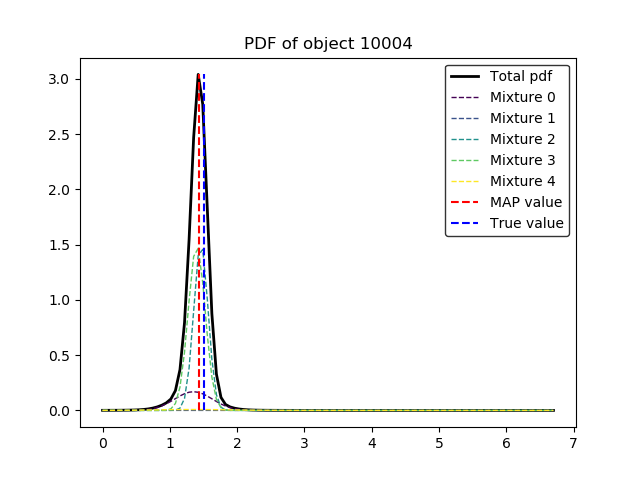 PDF of object 10004
3.0
2.5
2.0
1.5
1.0
0.5
0.0
0 1 2 3 4 5 6 7
Total pdf
Mixture 0
Mixture 1
Mixture 2
Mixture 3
Mixture 4
MAP value
True value